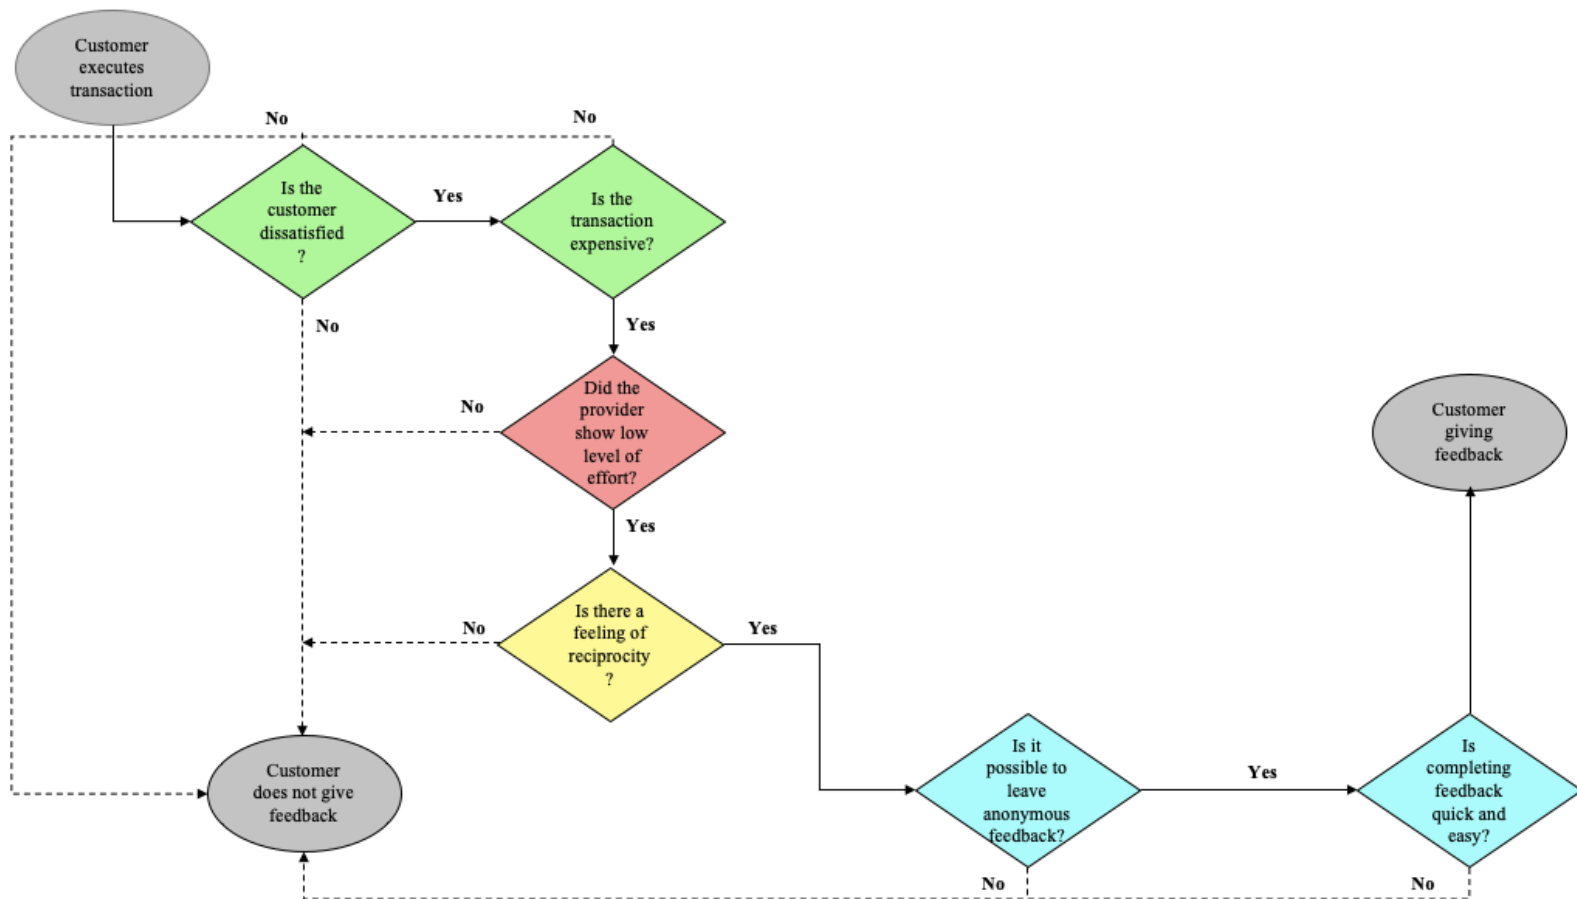 Customer
executes
transaction
No
No
Is the
customer
dissatisfied
?
Yes
Is the
transaction
expensive?
No
Yes
Did the
provider
show low
level of
effort?
No
Customer
giving
feedback
Yes
Is there a
feeling of
reciprocity
?
No
Yes
Customer
does not give
feedback
Is it
possible to
leave
anonymous
feedback?
Yes
Is
completing
feedback
quick and
easy?
No
No